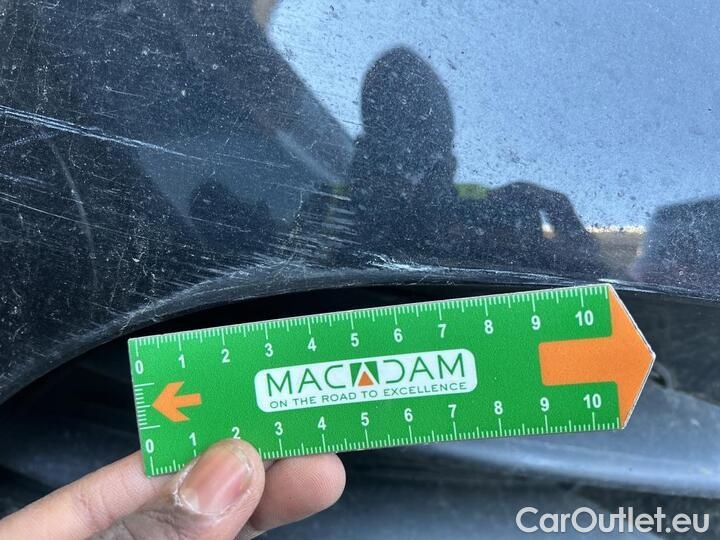 0 1 2 3 4 5 6 7 8 9 10
MACADAM
ON THE ROAD TO EXCELLENCE
0 1 2 3 4 5 6 7 8 9 10
CarOutlet.eu